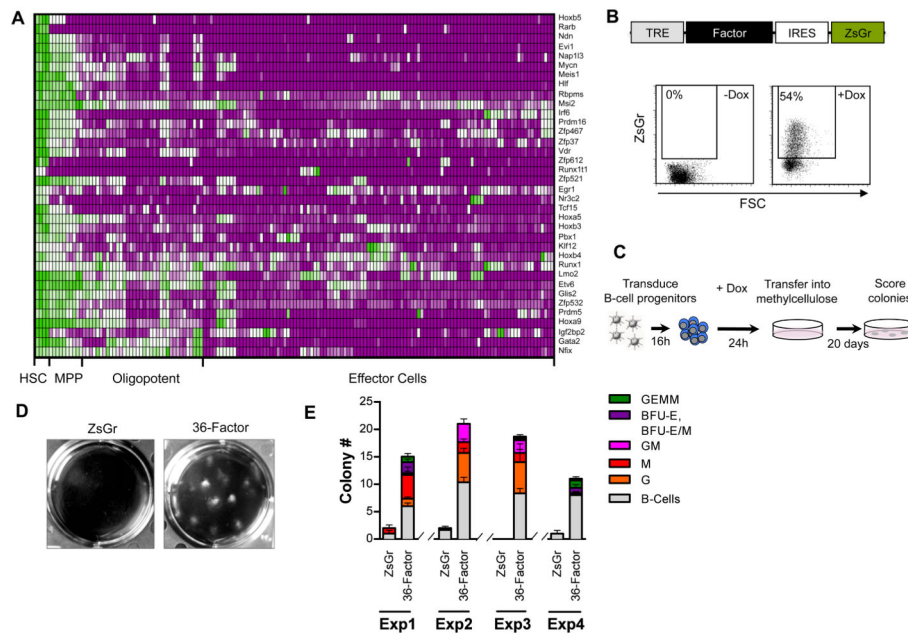 A
Hoxb5
Rarb
Ndn
Evi1
Nap1l3
Mycn
Meis1
Hlf
Rbpms
Msi2
Irf6
Prdm16
Zfp467
Zfp37
Vdr
Zfp612
Runx1t1
Zfp521
Egr1
Nr3c2
Tcf15
Hoxa5
Hoxb3
Pbx1
Klf12
Hoxb4
Runx1
Lmo2
Etv6
Glis2
Zfp532
Prdm5
Hoxa9
Igf2bp2
Gata2
Nfix
HSC MPP Oligopotent Effector Cells
B
TRE Factor IRES ZsGr
0% -Dox
54% +Dox
ZsGr
FSC
C
Transduce B-cell progenitors
+ Dox
Transfer into methylcellulose
Score colonies
16h
24h
20 days
D
ZsGr 36-Factor
E
Colony #
25
20
15
10
5
0
ZsGr 36-Factor ZsGr 36-Factor ZsGr 36-Factor ZsGr 36-Factor
Exp1 Exp2 Exp3 Exp4
GEMM
BFU-E,
BFU-E/M
GM
M
G
B-Cells